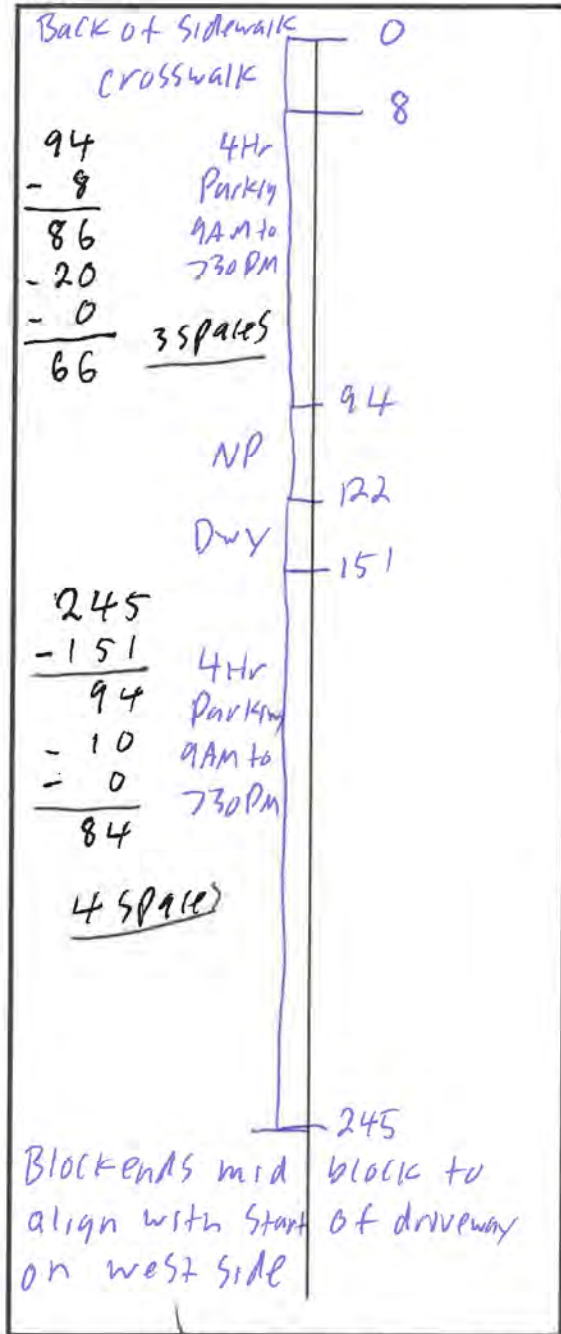 Back of Sidewalk 0
Crosswalk
8
94
- 8
86
- 20
- 0
66
4Hr
Parkin
9AM to
730PM
3 spaces
94
NP
122
Dwy
151
245
- 151
94
- 10
- 0
84
4Hr
Parking
9AM to
730PM
4 spaces
245
Block ends mid block to
align with start of driveway
on west side